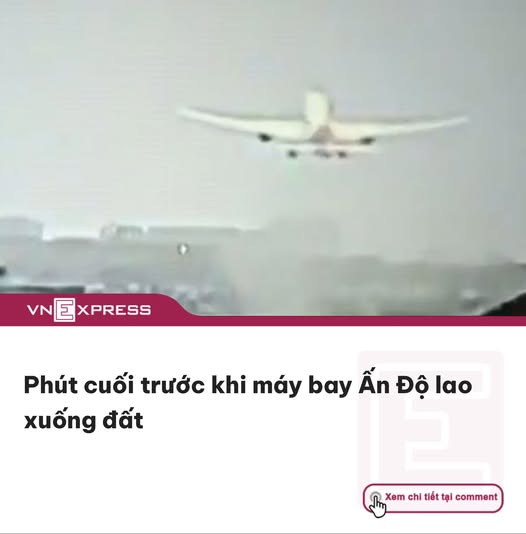 VNEXPRESS
Phút cuối trước khi máy bay Ấn Độ lao
xuống đất
Xem chi tiết tại comment